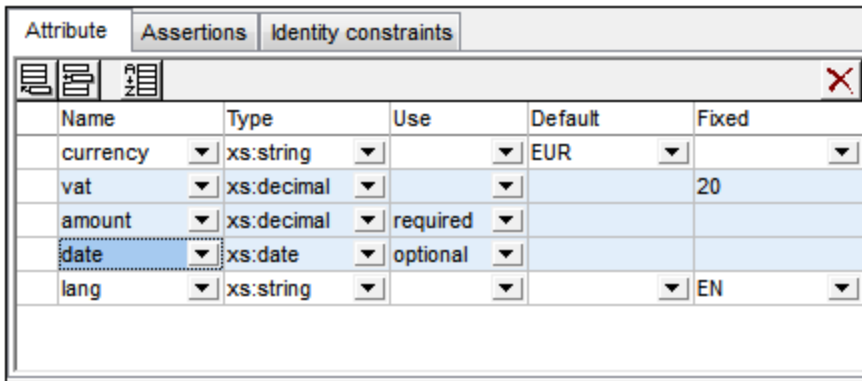 Attribute Assertions Identity constraints
A Z
Name Type Use Default Fixed
currency xs:string EUR
vat xs:decimal 20
amount xs:decimal required
date xs:date optional
lang xs:string EN